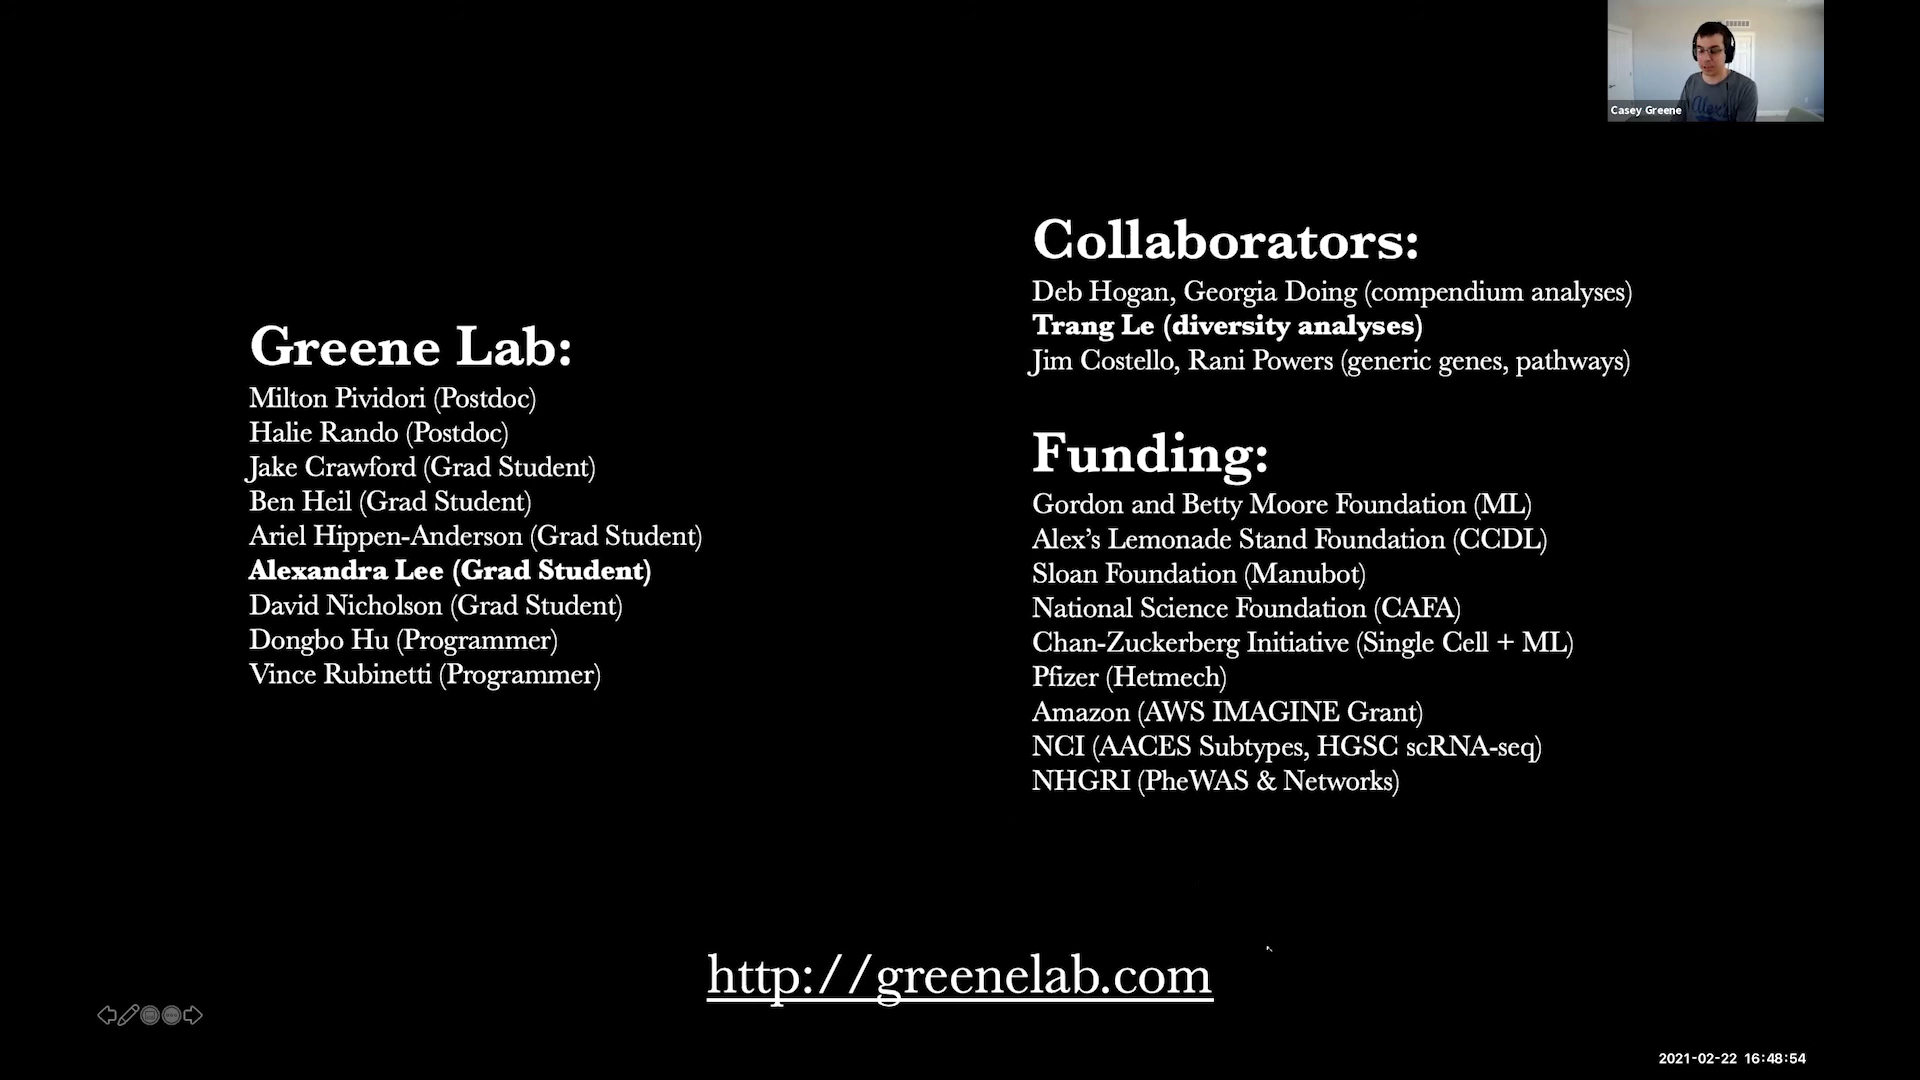 Casey Greene
Greene Lab:
Milton Pividori (Postdoc)
Halie Rando (Postdoc)
Jake Crawford (Grad Student)
Ben Heil (Grad Student)
Ariel Hippen-Anderson (Grad Student)
Alexandra Lee (Grad Student)
David Nicholson (Grad Student)
Dongbo Hu (Programmer)
Vince Rubinetti (Programmer)
Collaborators:
Deb Hogan, Georgia Doing (compendium analyses)
Trang Le (diversity analyses)
Jim Costello, Rani Powers (generic genes, pathways)
Funding:
Gordon and Betty Moore Foundation (ML)
Alex’s Lemonade Stand Foundation (CCDL)
Sloan Foundation (Manubot)
National Science Foundation (CAFA)
Chan-Zuckerberg Initiative (Single Cell + ML)
Pfizer (Hetmech)
Amazon (AWS IMAGINE Grant)
NCI (AACES Subtypes, HGSC scRNA-seq)
NHGRI (PheWAS & Networks)
http://greenelab.com
2021-02-22 16:48:54